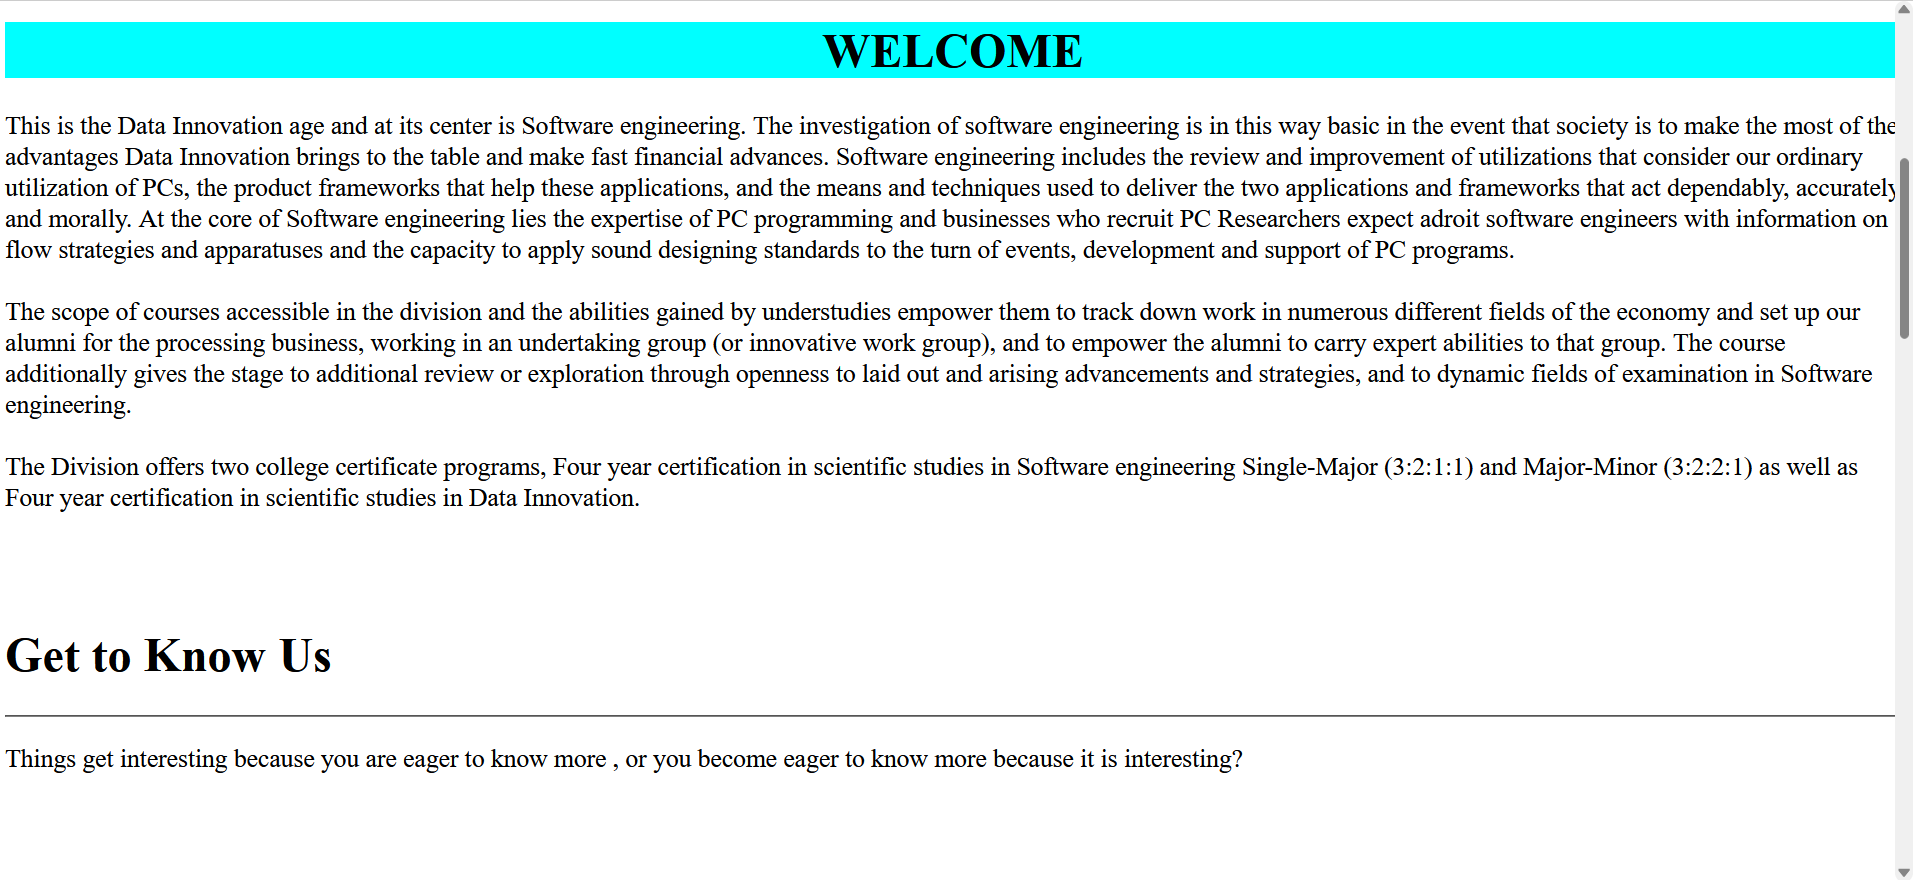 WELCOME
This is the Data Innovation age and at its center is Software engineering. The investigation of software engineering is in this way basic in the event that society is to make the most of the
advantages Data Innovation brings to the table and make fast financial advances. Software engineering includes the review and improvement of utilizations that consider our ordinary
utilization of PCs, the product frameworks that help these applications, and the means and techniques used to deliver the two applications and frameworks that act dependably, accurately
and morally. At the core of Software engineering lies the expertise of PC programming and businesses who recruit PC Researchers expect adroit software engineers with information on
flow strategies and apparatuses and the capacity to apply sound designing standards to the turn of events, development and support of PC programs.
The scope of courses accessible in the division and the abilities gained by understudies empower them to track down work in numerous different fields of the economy and set up our
alumni for the processing business, working in an undertaking group (or innovative work group), and to empower the alumni to carry expert abilities to that group. The course
additionally gives the stage to additional review or exploration through openness to laid out and arising advancements and strategies, and to dynamic fields of examination in Software
engineering.
The Division offers two college certificate programs, Four year certification in scientific studies in Software engineering Single-Major (3:2:1:1) and Major-Minor (3:2:2:1) as well as
Four year certification in scientific studies in Data Innovation.
Get to Know Us
Things get interesting because you are eager to know more , or you become eager to know more because it is interesting?